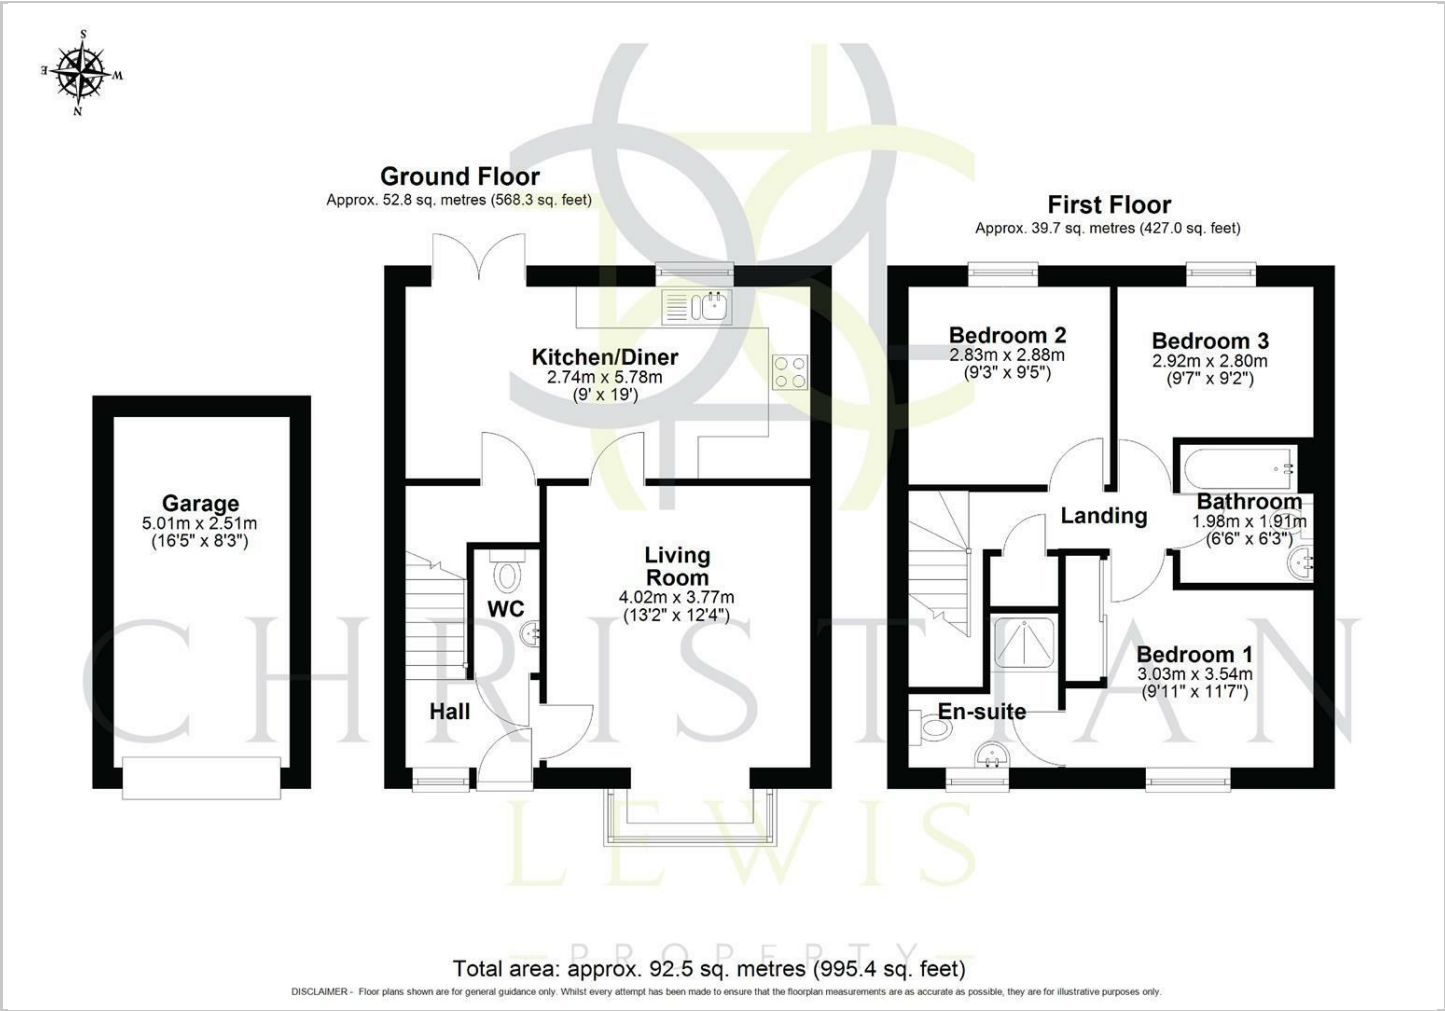 S
E
W
N
Ground Floor
Approx. 52.8 sq. metres (568.3 sq. feet)
First Floor
Approx. 39.7 sq. metres (427.0 sq. feet)
Kitchen/Diner
2.74m x 5.78m
(9' x 19')
Bedroom 2
2.83m x 2.88m
(9'3" x 9'5")
Bedroom 3
2.92m x 2.80m
(9'7" x 9'2")
Garage
5.01m x 2.51m
(16'5" x 8'3")
Living
Room
4.02m x 3.77m
(13'2" x 12'4")
WC
Hall
Landing
Bathroom
1.98m x 1.91m
(6'6" x 6'3")
Bedroom 1
3.03m x 3.54m
(9'11" x 11'7")
En-suite
CHRISTIAN
LEWIS
PROPERTY
Total area: approx. 92.5 sq. metres (995.4 sq. feet)
DISCLAIMER - Floor plans shown are for general guidance only. Whilst every attempt has been made to ensure that the floorplan measurements are as accurate as possible, they are for illustrative purposes only.